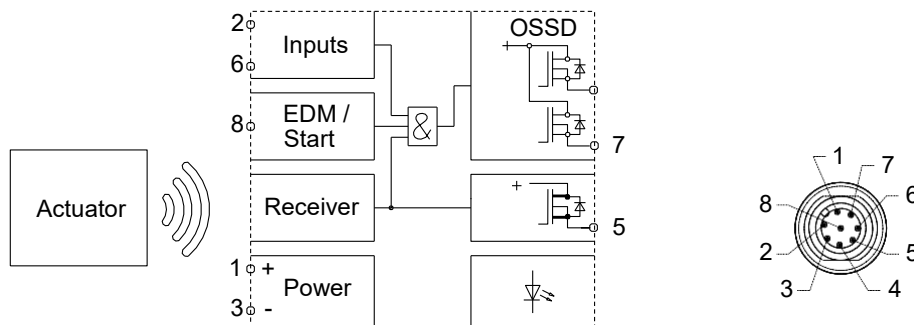 2
Inputs
6
OSSD
+
8
EDM /
Start
&
7
Actuator
Receiver
+
5
1 +
Power
3 -
1
7
8
6
2
5
3
4